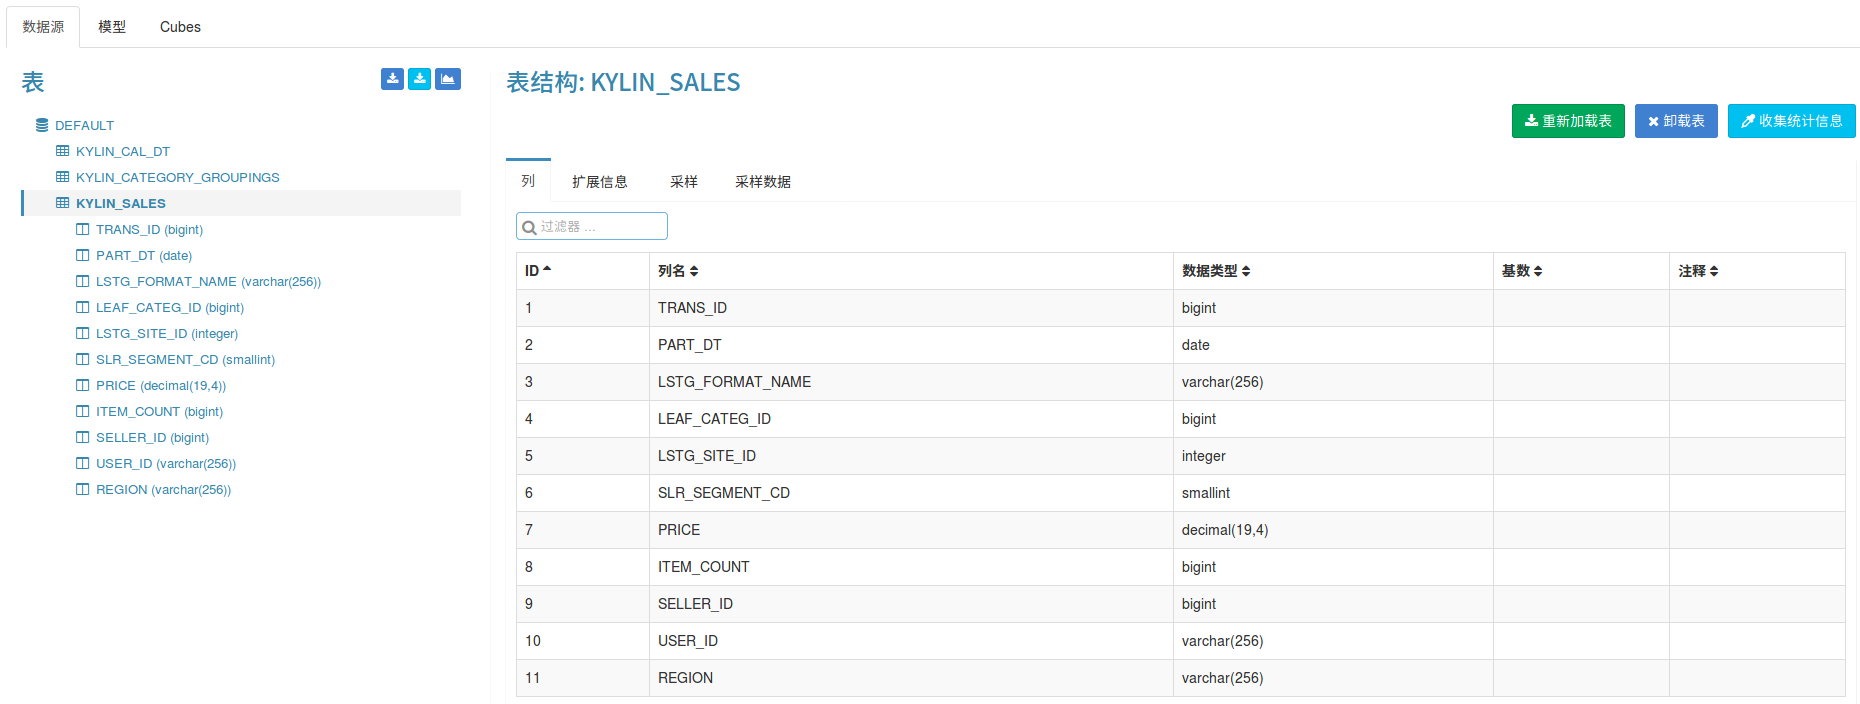 数据源 模型 Cubes
表
DEFAULT
KYLIN_CAL_DT
KYLIN_CATEGORY_GROUPINGS
KYLIN_SALES
TRANS_ID (bigint)
PART_DT (date)
LSTG_FORMAT_NAME (varchar(256))
LEAF_CATEG_ID (bigint)
LSTG_SITE_ID (integer)
SLR_SEGMENT_CD (smallint)
PRICE (decimal(19,4))
ITEM_COUNT (bigint)
SELLER_ID (bigint)
USER_ID (varchar(256))
REGION (varchar(256))
表结构: KYLIN_SALES
重新加载表 卸载表 收集统计信息
列 扩展信息 采样 采样数据
过滤器 ...
ID 列名 数据类型 基数 注释
1 TRANS_ID bigint
2 PART_DT date
3 LSTG_FORMAT_NAME varchar(256)
4 LEAF_CATEG_ID bigint
5 LSTG_SITE_ID integer
6 SLR_SEGMENT_CD smallint
7 PRICE decimal(19,4)
8 ITEM_COUNT bigint
9 SELLER_ID bigint
10 USER_ID varchar(256)
11 REGION varchar(256)